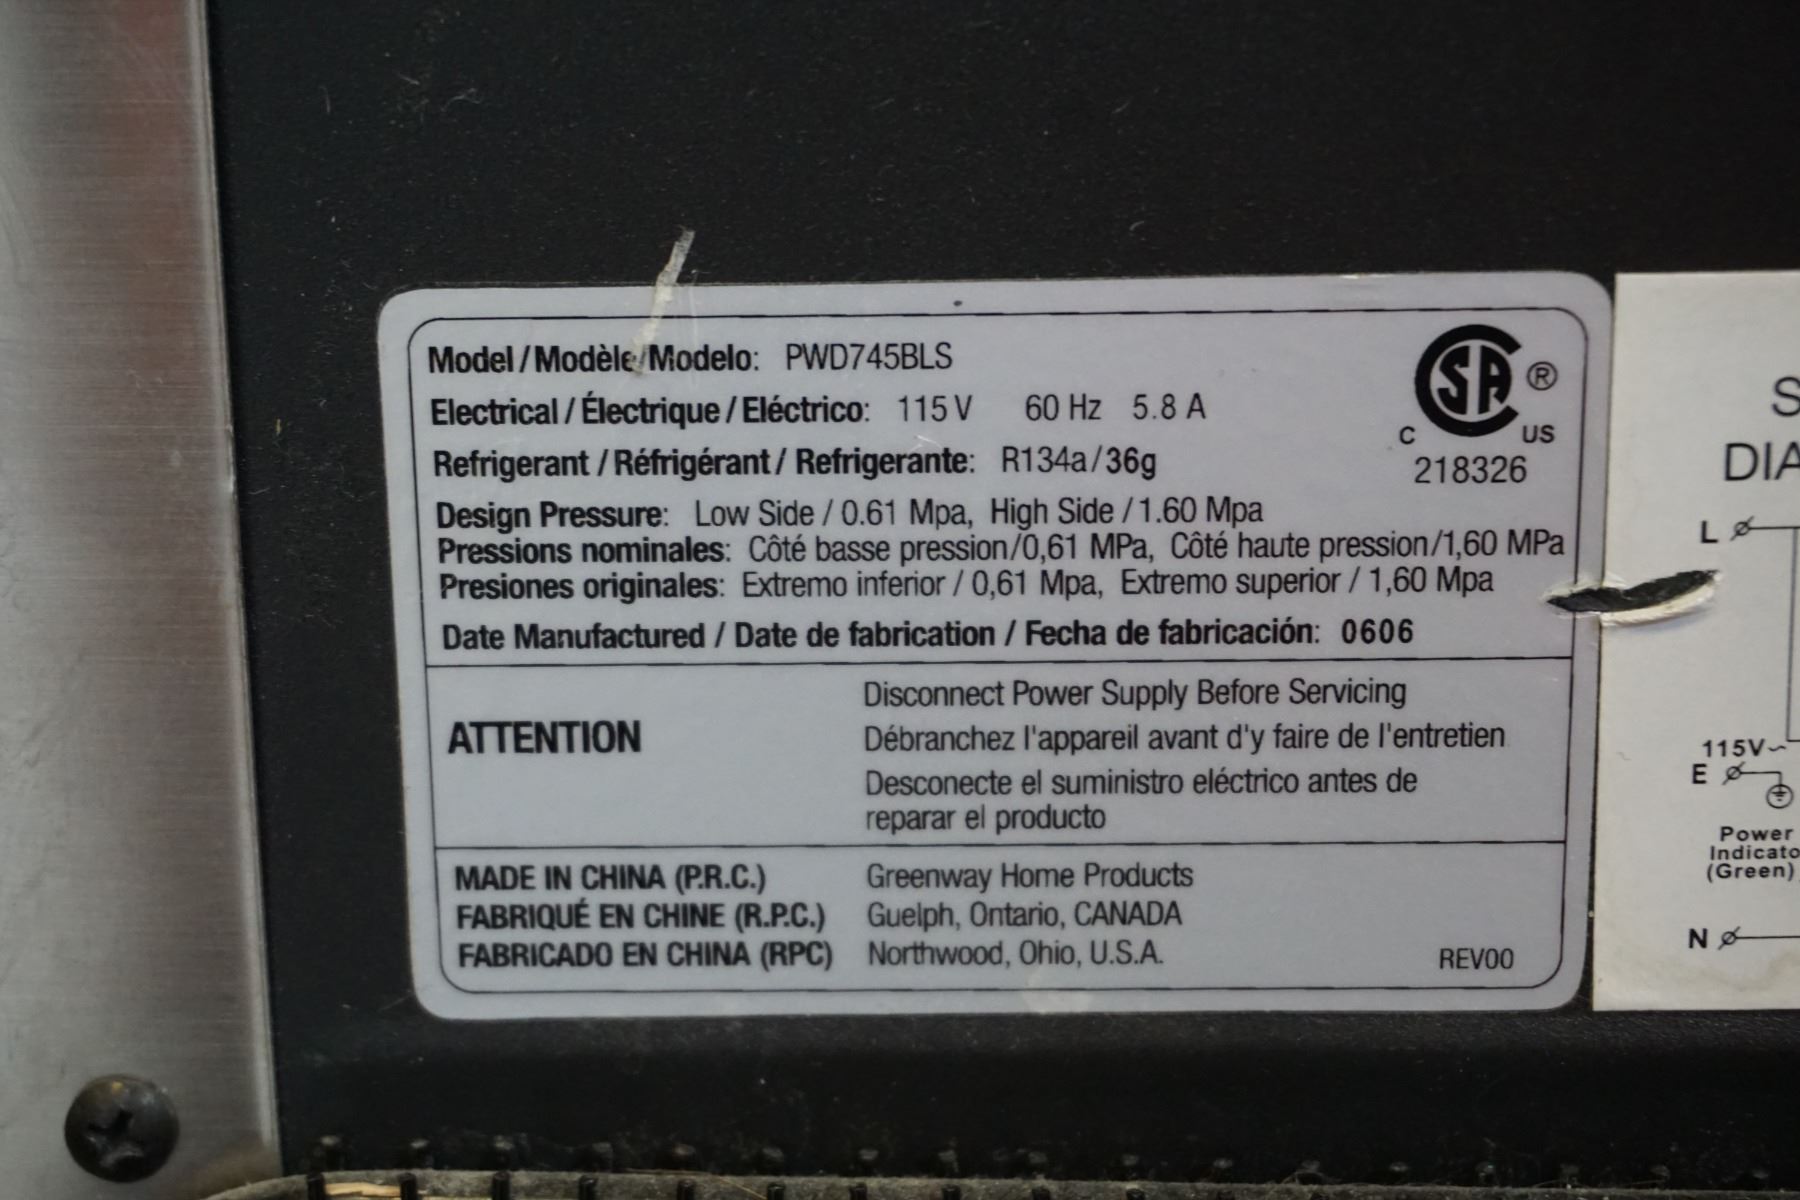 Model / Modèle/Modelo: PWD745BLS
Electrical / Électrique / Eléctrico: 115 V 60 Hz 5.8 A
Refrigerant / Réfrigérant / Refrigerante: R134a/36g
Design Pressure: Low Side / 0.61 Mpa, High Side / 1.60 Mpa
Pressions nominales: Côté basse pression/0,61 MPa, Côté haute pression/1,60 MPa
Presiones originales: Extremo inferior / 0,61 Mpa, Extremo superior / 1,60 Mpa
Date Manufactured / Date de fabrication / Fecha de fabricación: 0606
SA ®
C US
218326
ATTENTION
Disconnect Power Supply Before Servicing
Débranchez l'appareil avant d'y faire de l'entretien
Desconecte el suministro eléctrico antes de
reparar el producto
MADE IN CHINA (P.R.C.)
FABRIQUÉ EN CHINE (R.P.C.)
FABRICADO EN CHINA (RPC)
Greenway Home Products
Guelph, Ontario, CANADA
Northwood, Ohio, U.S.A.
REV00
L
115V~
E
Power
(Green)
N